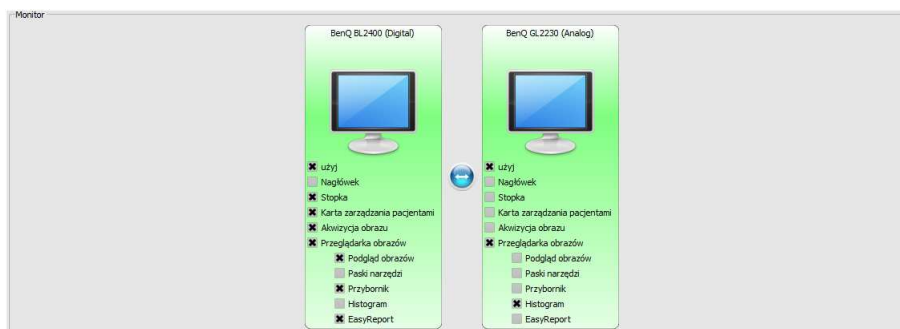 Monitor
BenQ BL2400 (Digital)
użyj
Nagłówek
Stopka
Karta zarządzania pacjentami
Akwizycja obrazu
Przeglądarka obrazów
Podgląd obrazów
Paski narzędzi
Przybornik
Histogram
EasyReport
BenQ GL2230 (Analog)
użyj
Nagłówek
Stopka
Karta zarządzania pacjentami
Akwizycja obrazu
Przeglądarka obrazów
Podgląd obrazów
Paski narzędzi
Przybornik
Histogram
EasyReport